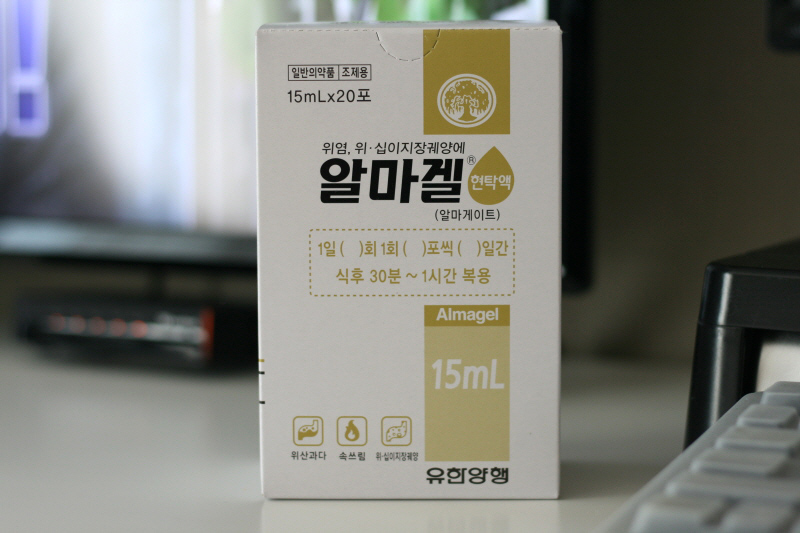 일반의약품 조제용
15mLx20포
위염, 위·십이지장궤양에
알마겔® 현탁액
(알마게이트)
1일 ( )회 1회 ( )포씩 ( )일간
식후 30분 ~ 1시간 복용
Almagel
15mL
위산과다 속쓰림 위·십이지장궤양
유한양행